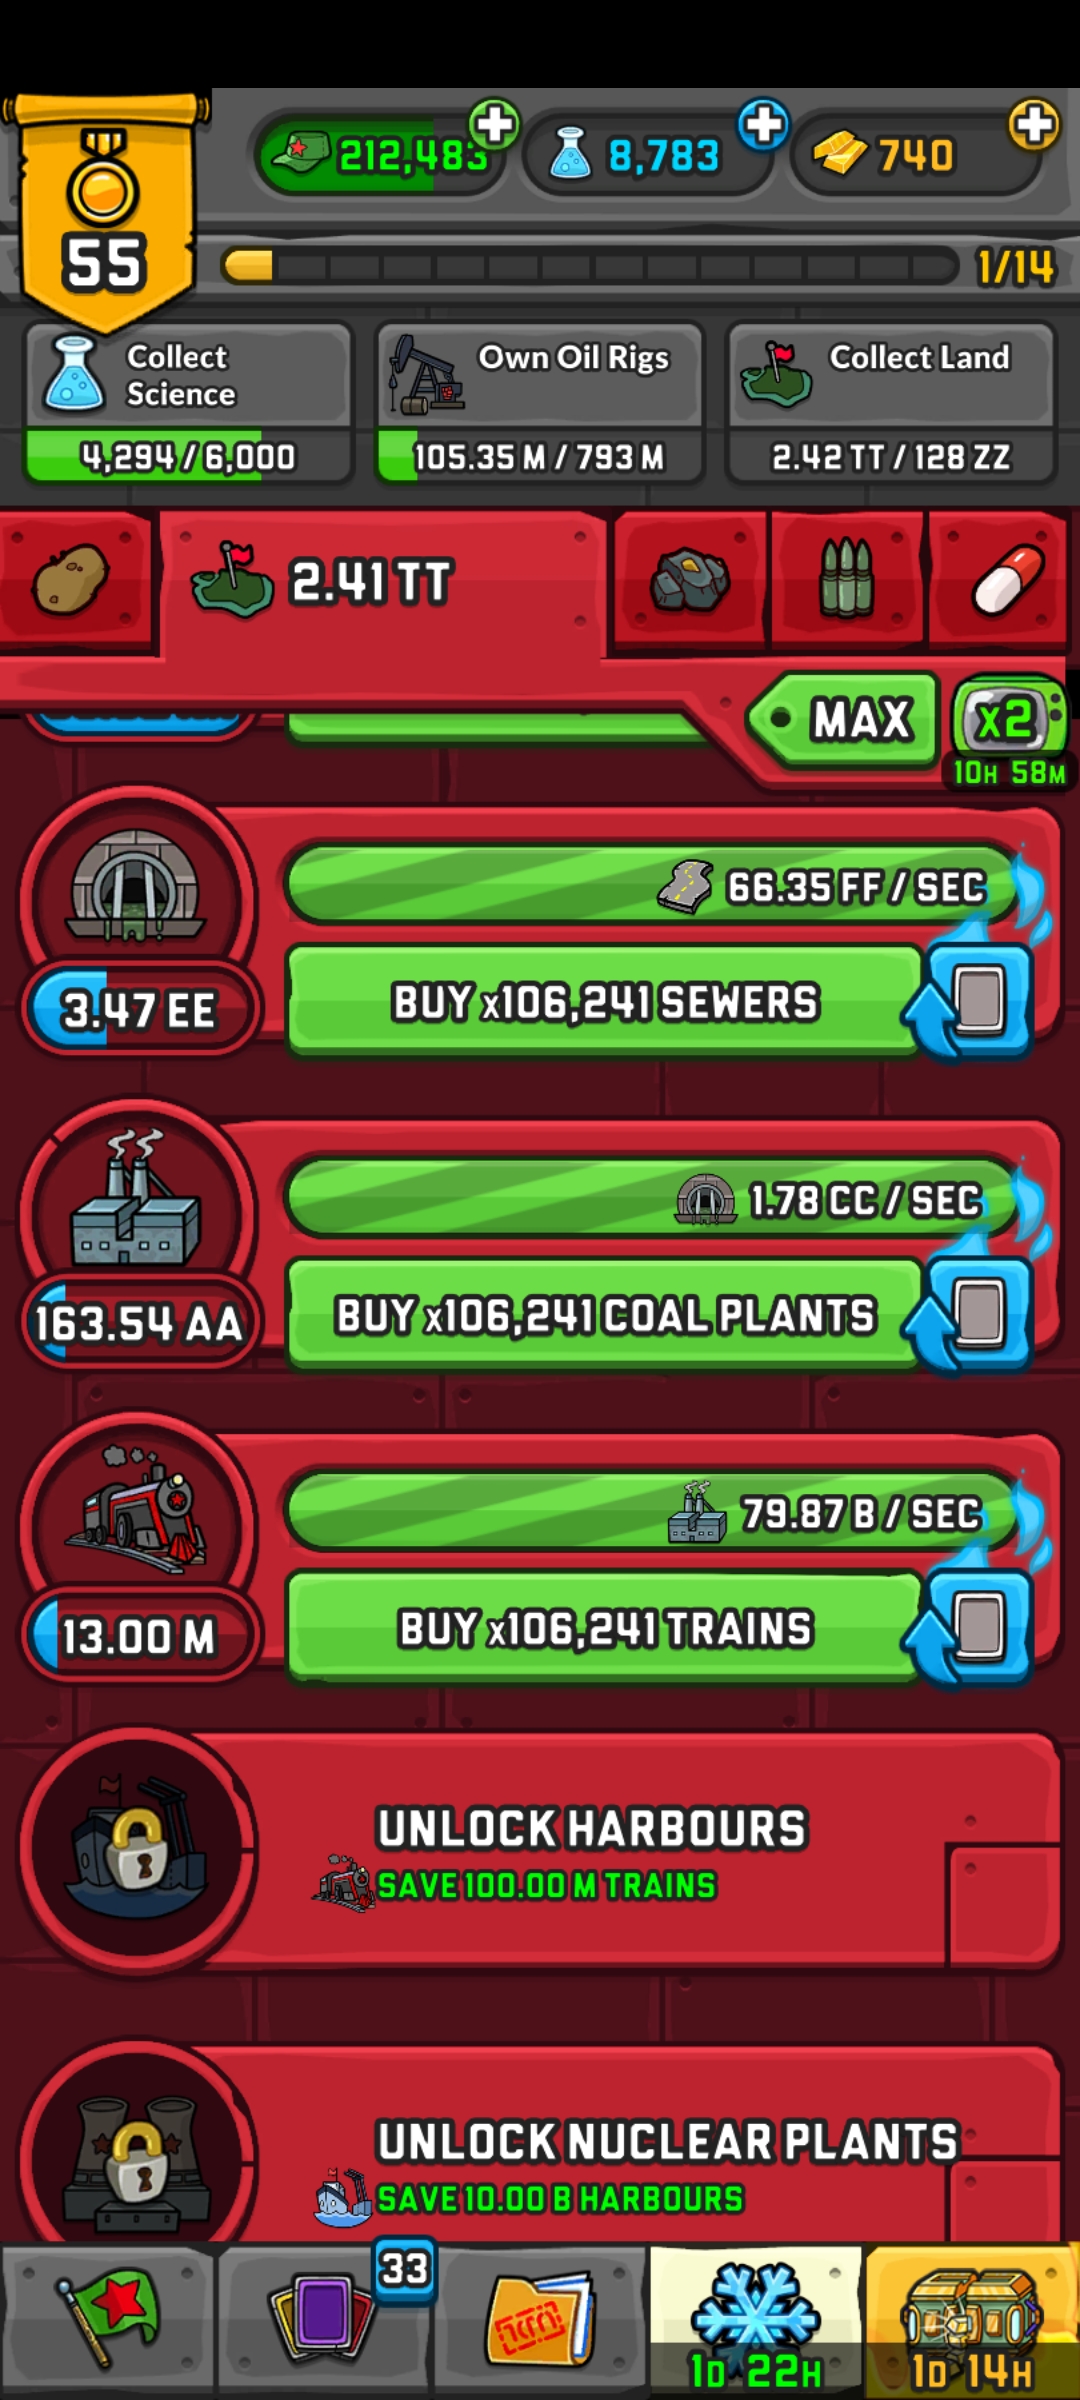 55
212,483
8,783
740
1/14
Collect
Science
4,294 / 6,000
Own Oil Rigs
105.35 M / 793 M
Collect Land
2.42 TT / 128 ZZ
2.41 TT
MAX
x2
10H 58M
66.35 FF / SEC
3.47 EE
BUY x106,241 SEWERS
1.78 CC / SEC
163.54 AA
BUY x106,241 COAL PLANTS
79.87 B / SEC
13.00 M
BUY x106,241 TRAINS
UNLOCK HARBOURS
SAVE 100.00 M TRAINS
UNLOCK NUCLEAR PLANTS
SAVE 10.00 B HARBOURS
33
1D 22H
1D 14H